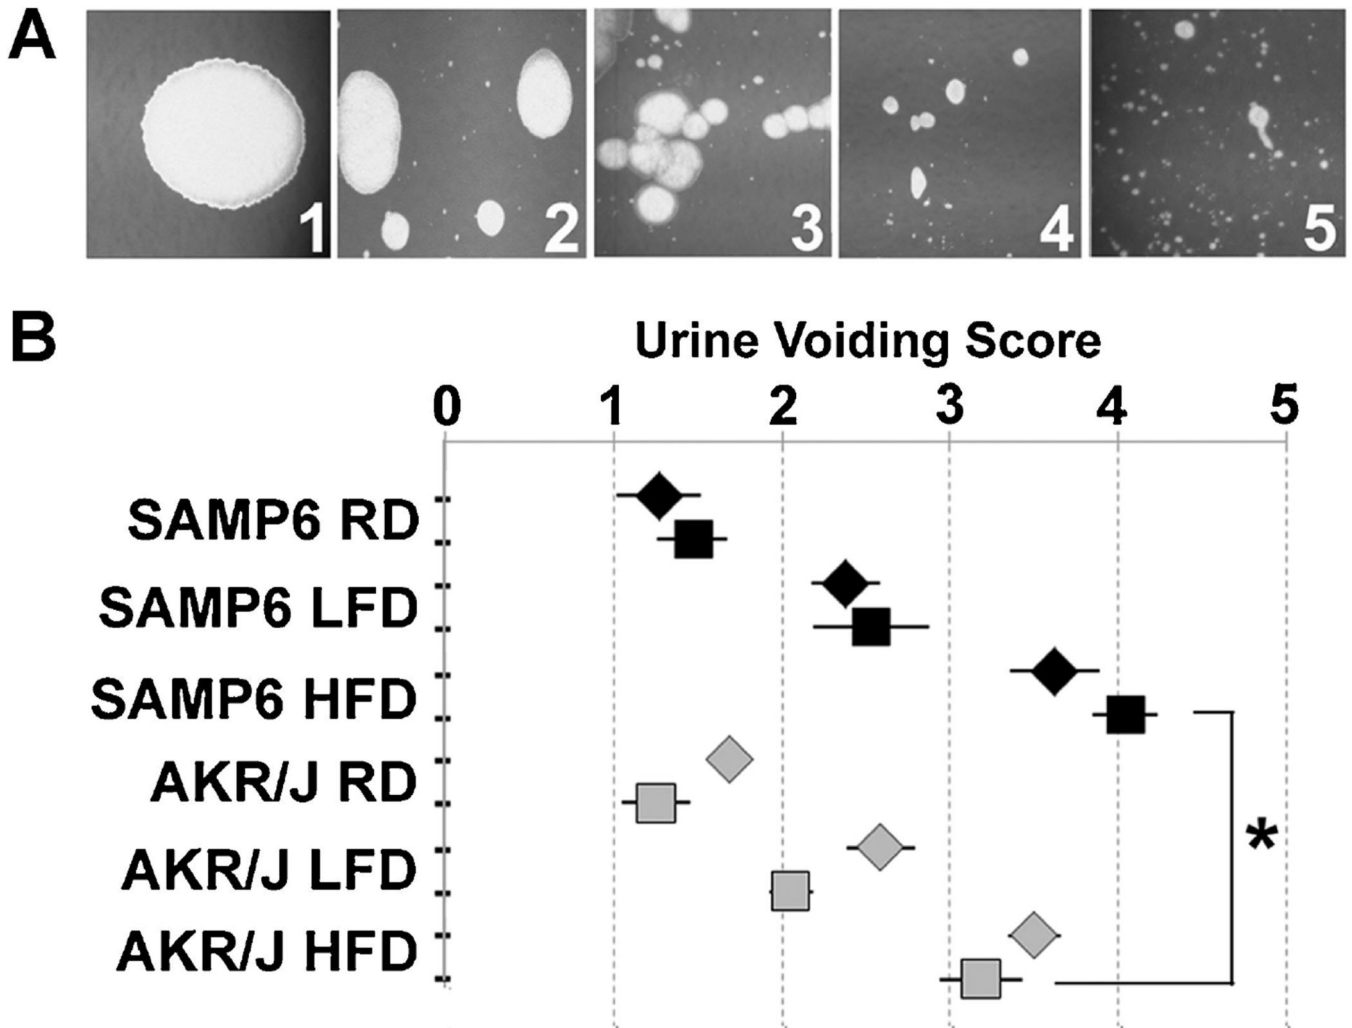 A
1 2 3 4 5
B
Urine Voiding Score
0 1 2 3 4 5
SAMP6 RD
SAMP6 LFD
SAMP6 HFD
AKR/J RD
AKR/J LFD
AKR/J HFD
*